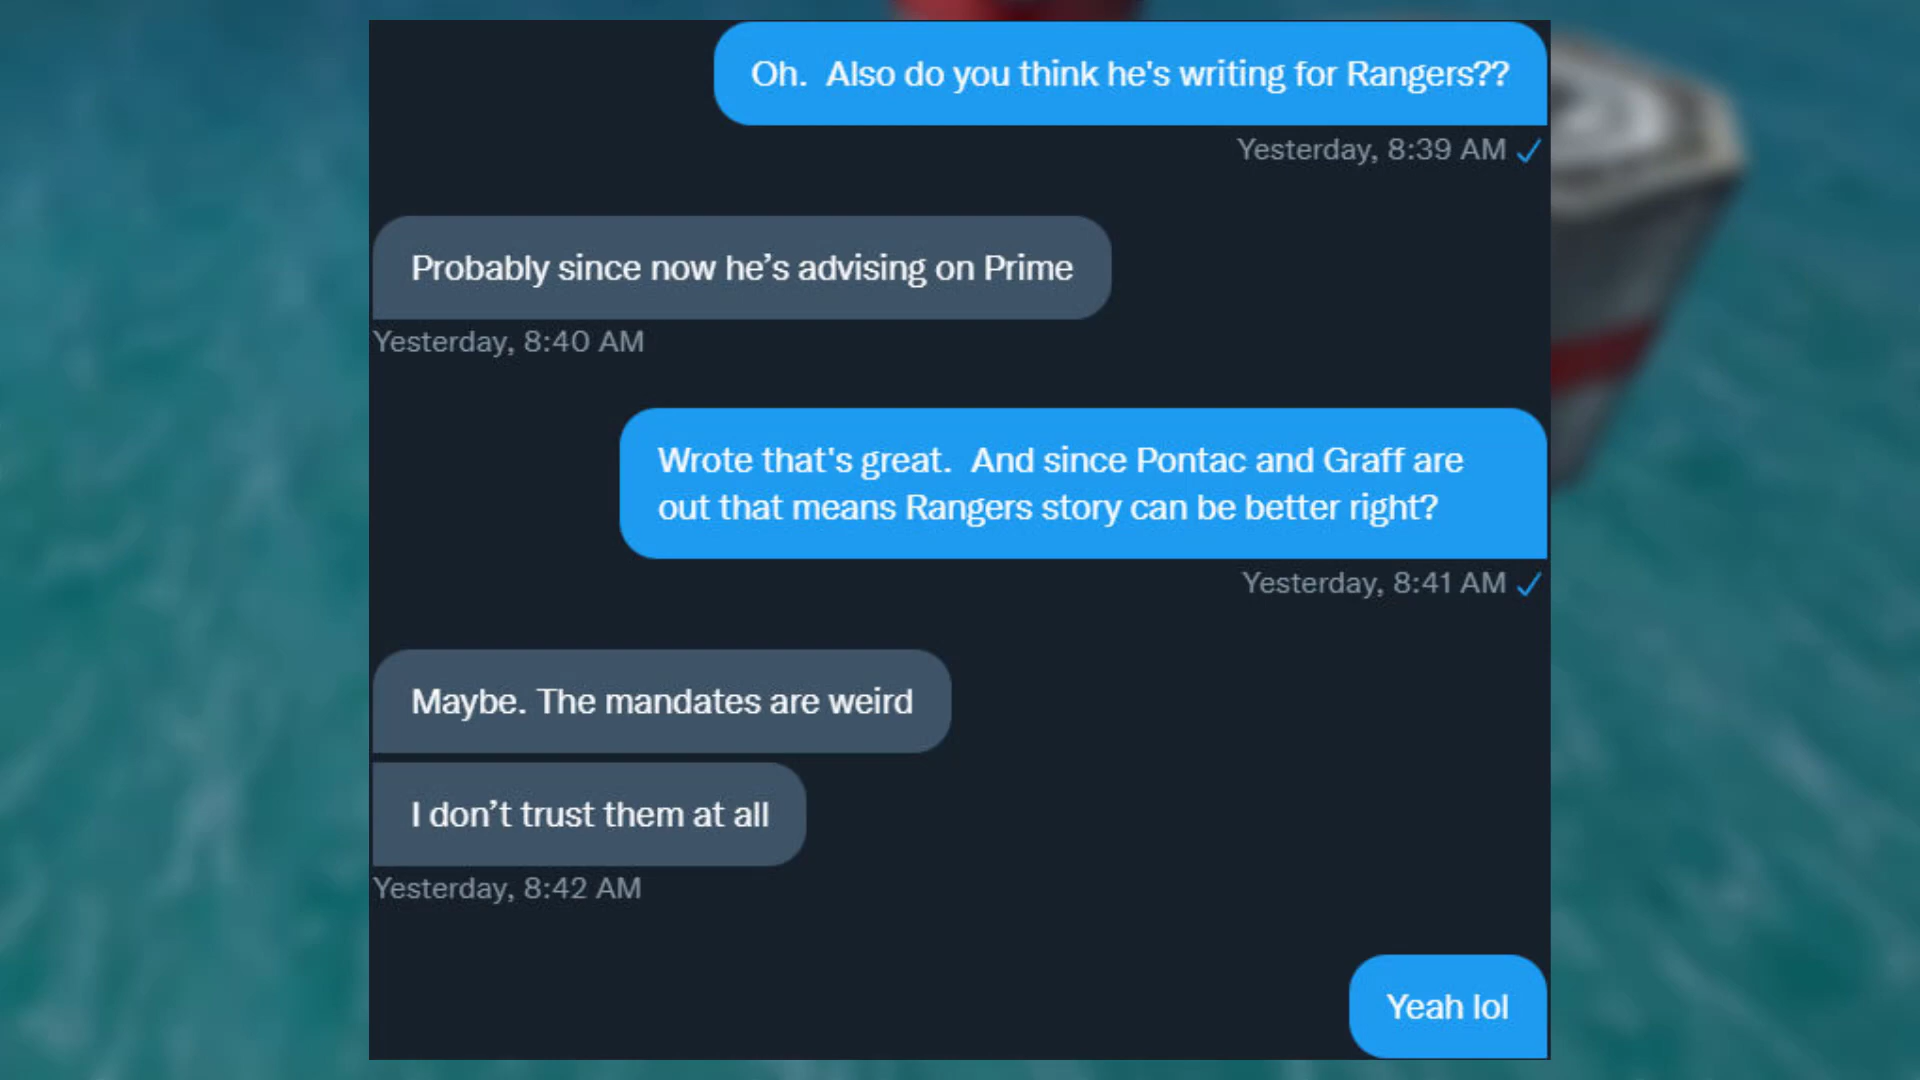 Oh.  Also do you think he's writing for Rangers??
Yesterday, 8:39 AM ✓
Probably since now he’s advising on Prime
Yesterday, 8:40 AM
Wrote that's great.  And since Pontac and Graff are
out that means Rangers story can be better right?
Yesterday, 8:41 AM ✓
Maybe. The mandates are weird
I don’t trust them at all
Yesterday, 8:42 AM
Yeah lol